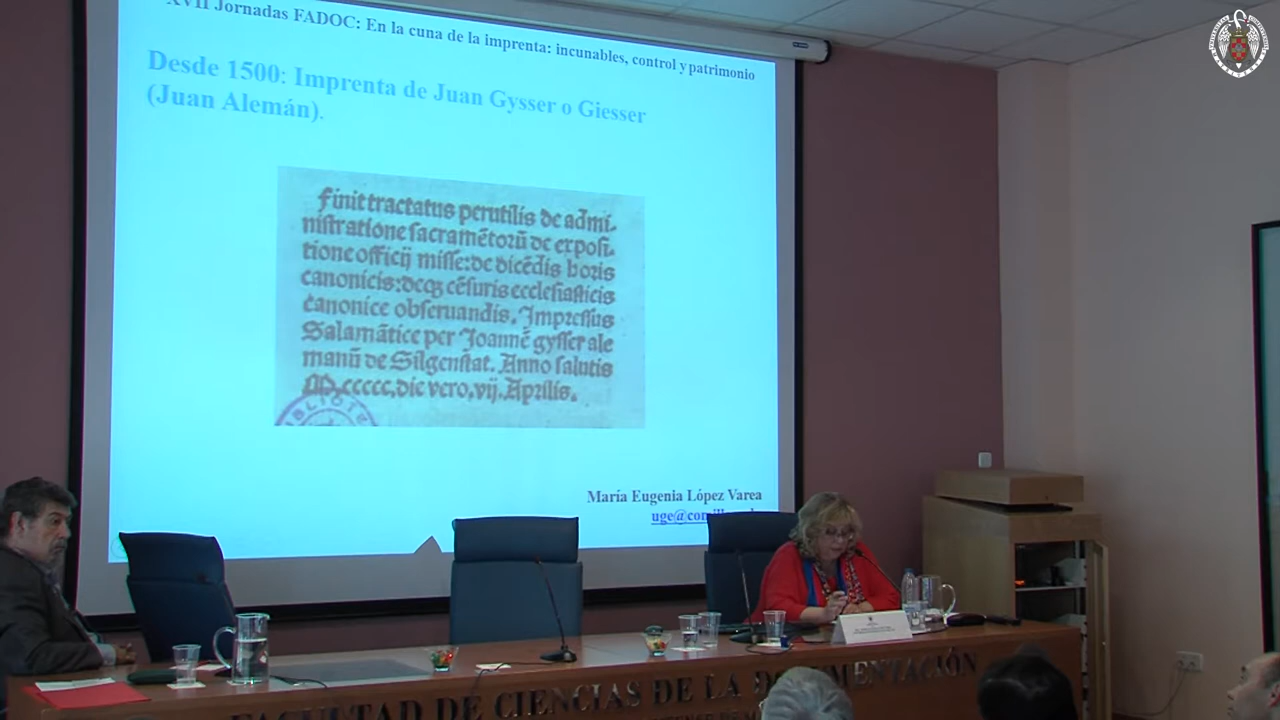 XVII Jornadas FADOC: En la cuna de la imprenta: incunables, control y patrimonio
Desde 1500: Imprenta de Juan Gysser o Giesser
(Juan Alemán).
Finit tractatus perutilis de admi-
nistratione sacramētorū de exposi-
tione officij misse: de dicēdis horis
canonicis: deqꝫ cēsuris ecclesiasticis
canonice obseruandis. Impressus
Salamātice per Joannē gysser ale
manū de Silgenstat. Anno salutis
M.ccccc. die vero. vij. Aprilis.
BIBLIOTE
María Eugenia López Varea
FACULTAD DE CIENCIAS DE LA DOCUMENTACIÓN